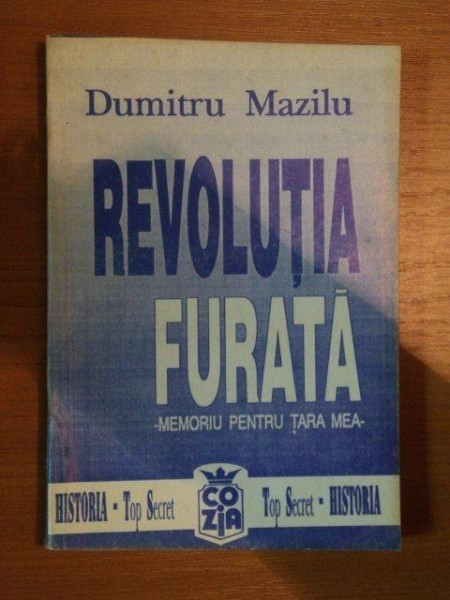 Dumitru Mazilu
REVOLUȚIA
FURATĂ
-MEMORIU PENTRU ȚARA MEA-
HISTORIA ▪ Top Secret
COZIA
Top Secret ▪ HISTORIA